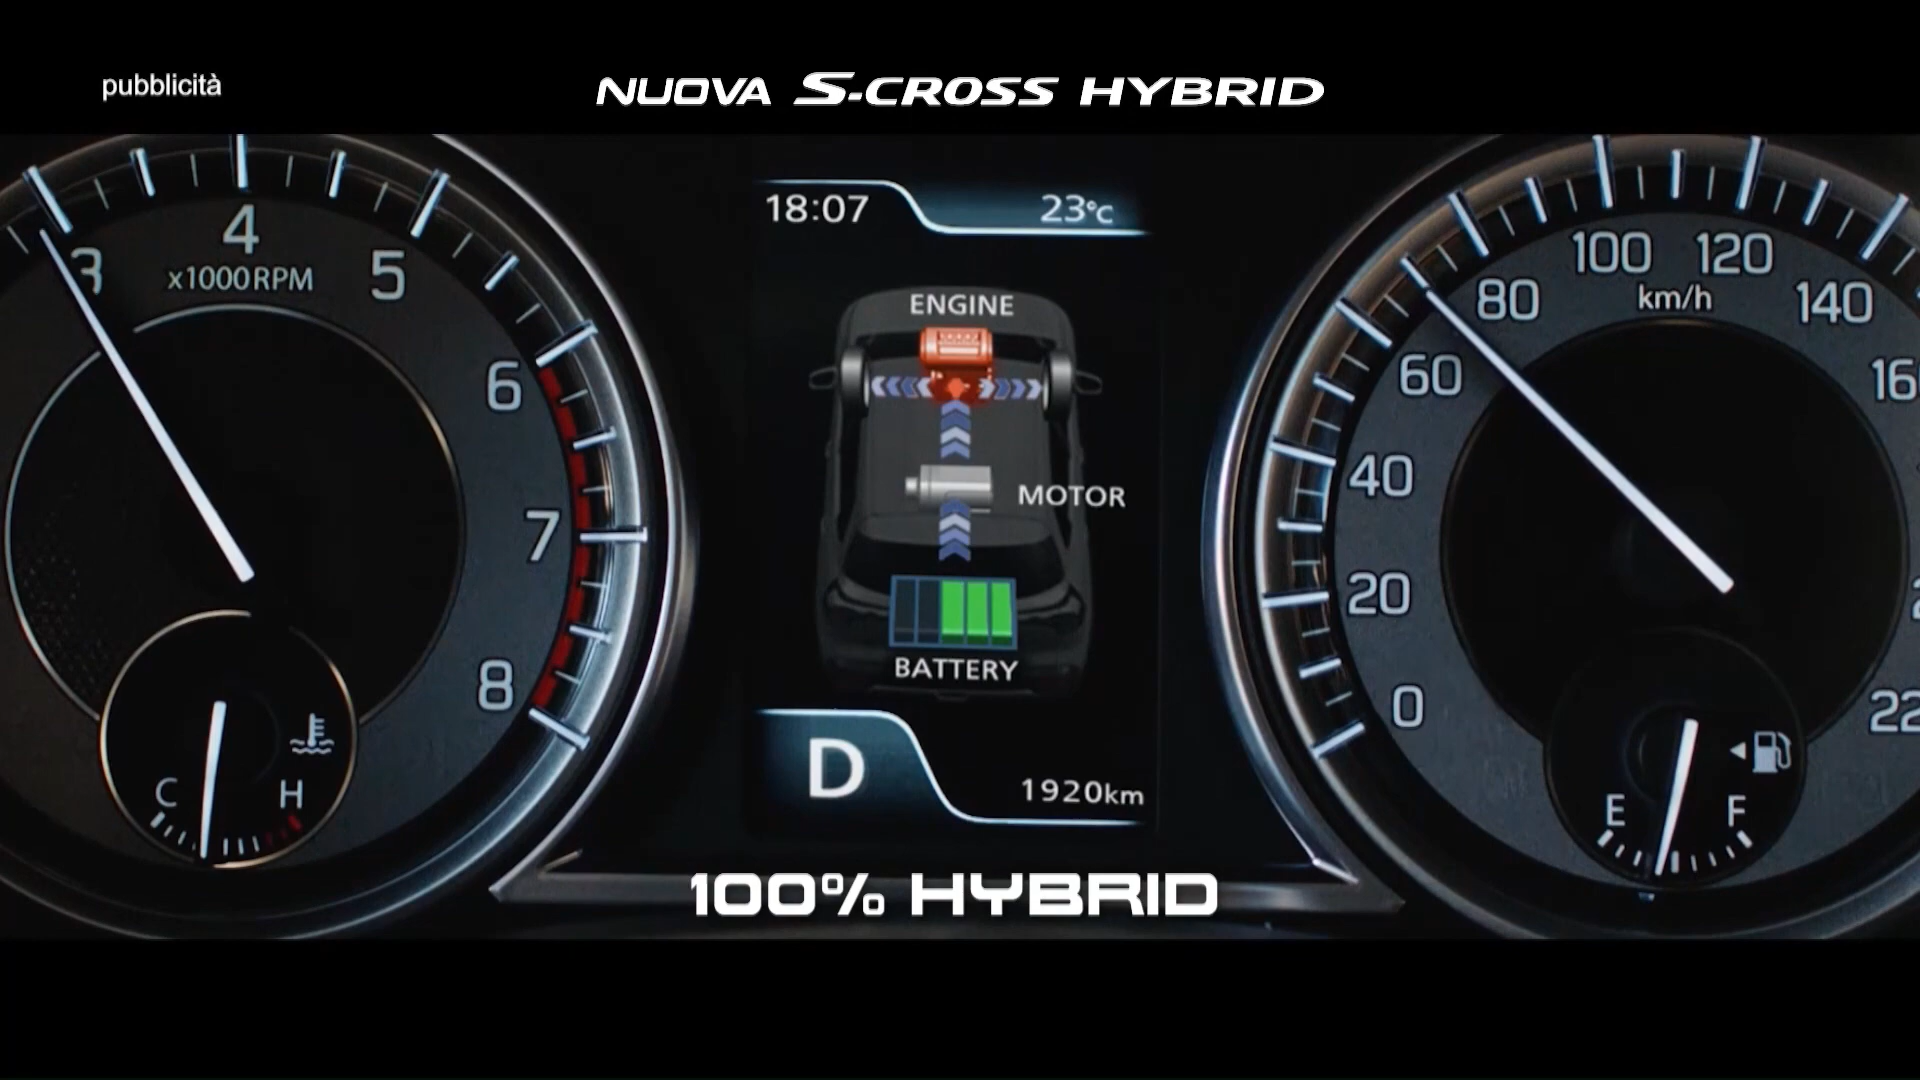 pubblicità
NUOVA S-CROSS HYBRID
3
4
5
6
7
8
x1000RPM
C
H
18:07
23°C
ENGINE
MOTOR
BATTERY
D
1920km
0
20
40
60
80
100
120
140
km/h
E
F
100% HYBRID